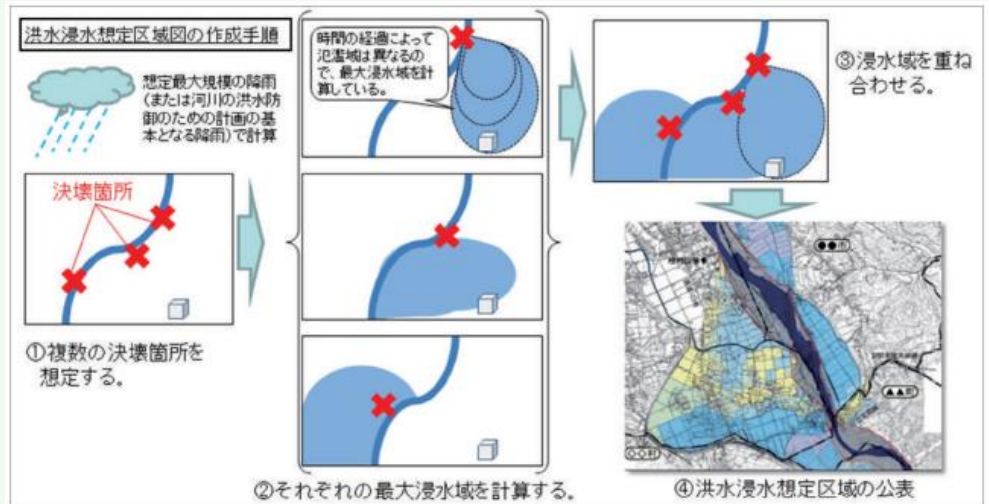 洪水浸水想定区域図の作成手順
想定最大規模の降雨
(または河川の洪水防
御のための計画の基
本となる降雨)で計算
決壊箇所
①複数の決壊箇所を
想定する。
時間の経過によって
氾濫域は異なるの
で、最大浸水域を計
算している。
②それぞれの最大浸水域を計算する。
③浸水域を重ね
合わせる。
●●市
▲▲町
○○村
④洪水浸水想定区域の公表